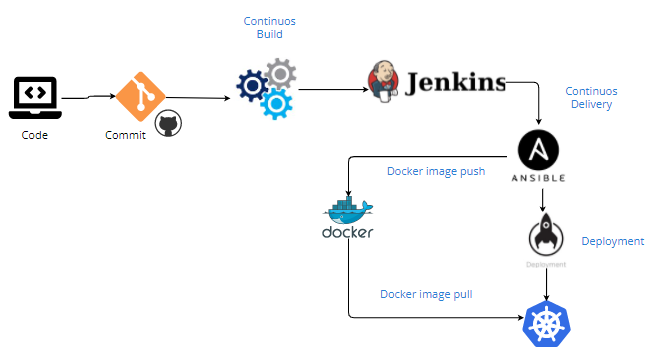 Continuos
Build
Jenkins
Continuos
Delivery
Code
Commit
ANSIBLE
Docker image push
docker
Deployment
Deployment
Docker image pull